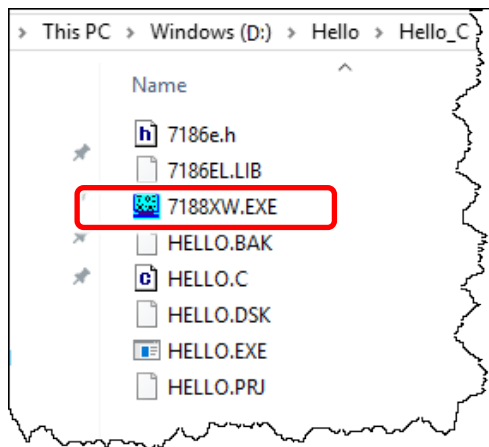 > This PC > Windows (D:) > Hello > Hello_C
Name
h 7186e.h
7186EL.LIB
7188XW.EXE
HELLO.BAK
c HELLO.C
HELLO.DSK
HELLO.EXE
HELLO.PRJ